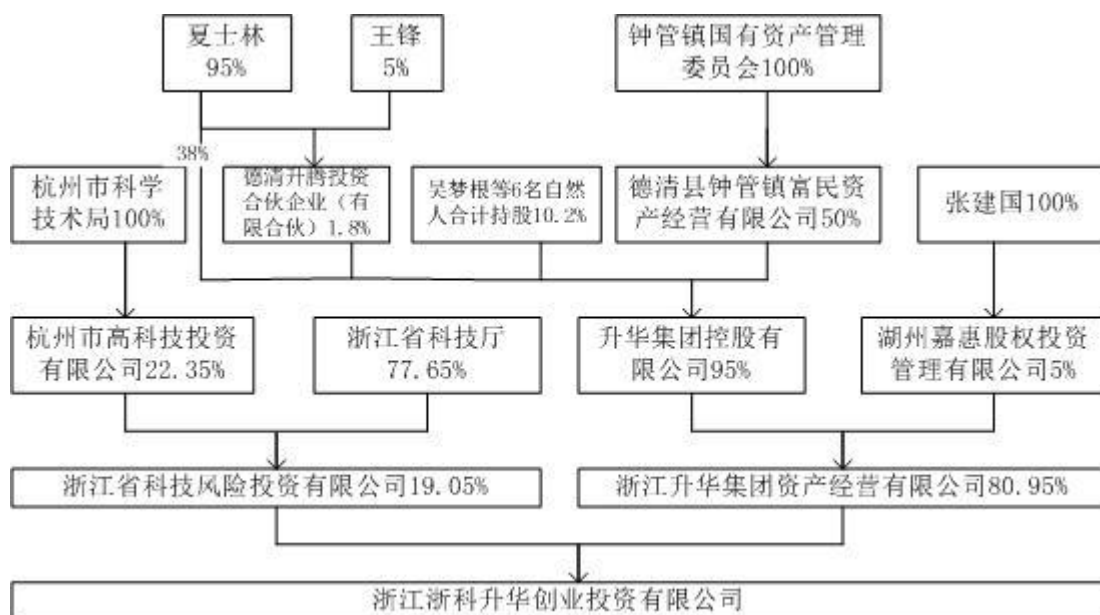 夏士林
95%
王锋
5%
钟管镇国有资产管理
委员会100%
38%
杭州市科学
技术局100%
德清升腾投资
合伙企业（有
限合伙）1.8%
吴梦根等6名自然
人合计持股10.2%
德清县钟管镇富民资
产经营有限公司50%
张建国100%
杭州市高科技投资
有限公司22.35%
浙江省科技厅
77.65%
升华集团控股有
限公司95%
湖州嘉惠股权投资
管理有限公司5%
浙江省科技风险投资有限公司19.05%
浙江升华集团资产经营有限公司80.95%
浙江浙科升华创业投资有限公司